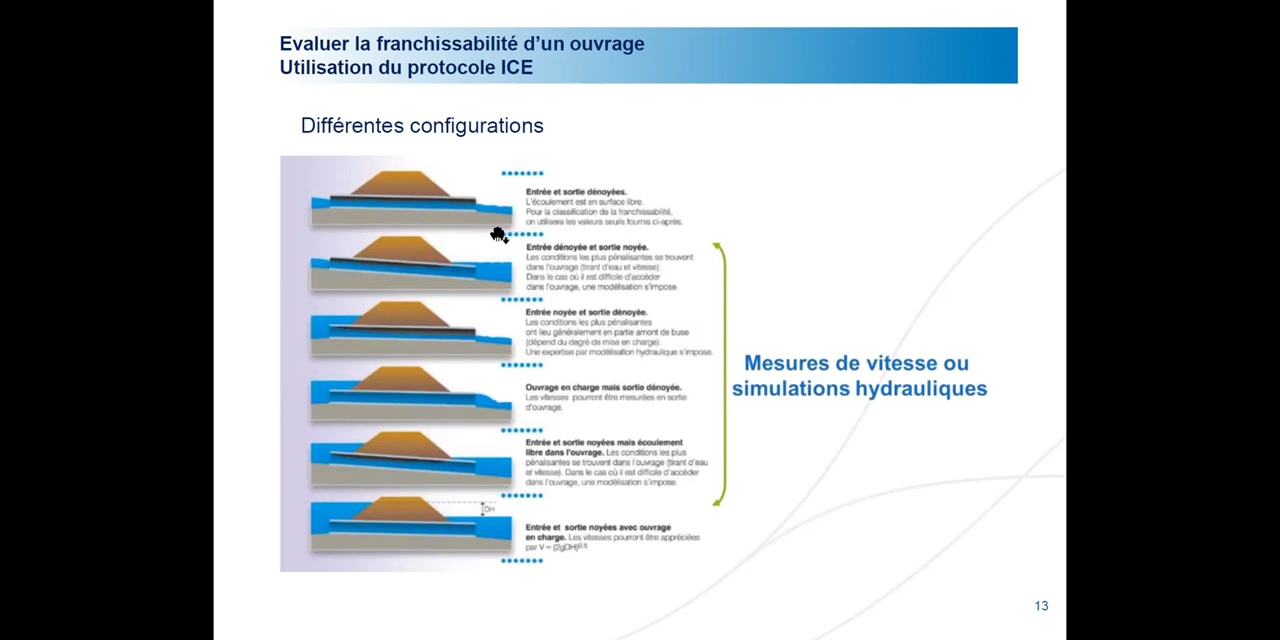 Evaluer la franchissabilité d’un ouvrage
Utilisation du protocole ICE
Différentes configurations
Entrée et sortie dénoyées.
L'écoulement est en surface libre.
Pour la classification de la franchissabilité,
on utilisera les valeurs seuils fournis ci-après.
Entrée dénoyée et sortie noyée.
Les conditions les plus pénalisantes se trouvent
dans l'ouvrage (tirant d'eau et vitesse).
Dans le cas où il est difficile d'accéder
dans l'ouvrage, une modélisation s'impose.
Entrée noyée et sortie dénoyée.
Les conditions les plus pénalisantes
ont lieu généralement en partie amont de buse
(dépend du degré de mise en charge).
Une expertise par modélisation hydraulique s'impose.
Ouvrage en charge mais sortie dénoyée.
Les vitesses pourront être mesurées en sortie
d'ouvrage.
Entrée et sortie noyées mais écoulement
libre dans l'ouvrage. Les conditions les plus
pénalisantes se trouvent dans l'ouvrage (tirant d'eau
et vitesse). Dans le cas où il est difficile d'accéder
dans l'ouvrage, une modélisation s'impose.
DH
Entrée et sortie noyées avec ouvrage
en charge. Les vitesses pourront être appréciées
par V = (2gDH)^0.5
Mesures de vitesse ou
simulations hydrauliques
13